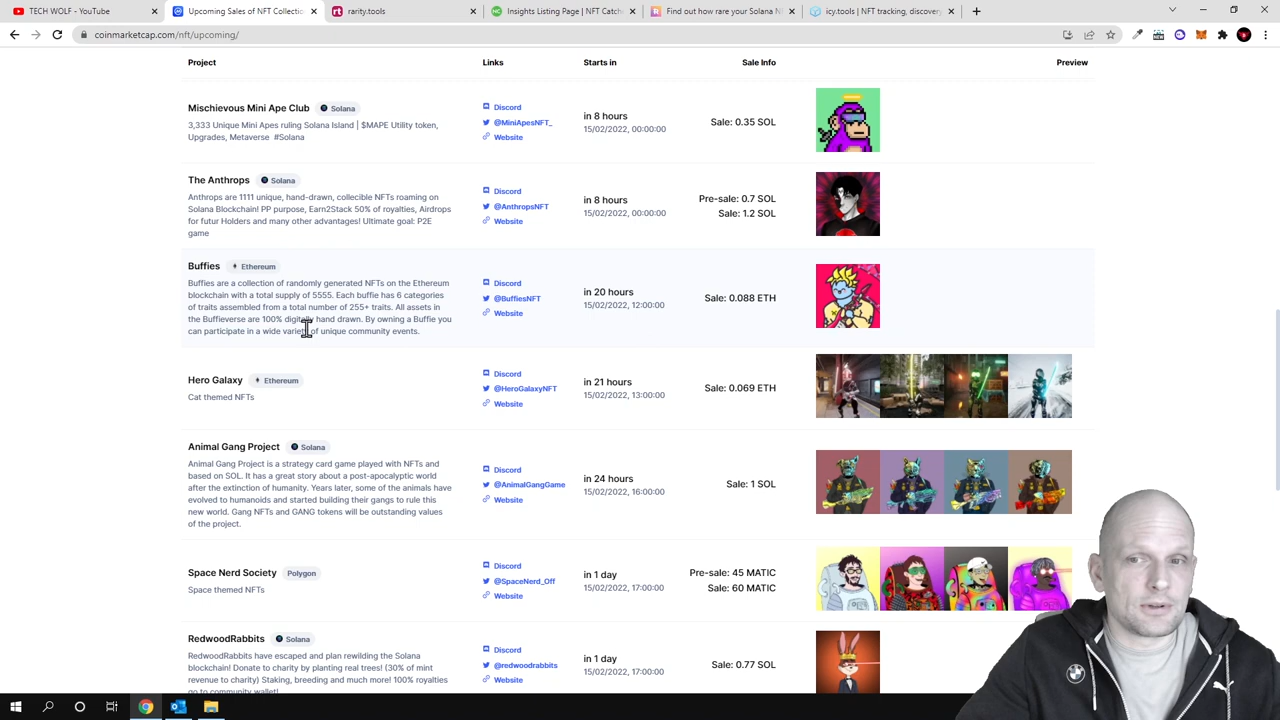 TECH WOLF - YouTube
Upcoming Sales of NFT Collectio
rarity.tools
Insights Listing Page | NFT Catch
Find out how rare your Solana N
icy.tools | NFT tracking, discovery
coinmarketcap.com/nft/upcoming/
Project Links Starts in Sale Info Preview
Mischievous Mini Ape Club Solana
3,333 Unique Mini Apes ruling Solana Island | $MAPE Utility token,
Upgrades, Metaverse #Solana
Discord
@MiniApesNFT_
Website
in 8 hours
15/02/2022, 00:00:00
Sale: 0.35 SOL
The Anthrops Solana
Anthrops are 1111 unique, hand-drawn, collecible NFTs roaming on
Solana Blockchain! PP purpose, Earn2Stack 50% of royalties, Airdrops
for futur Holders and many other advantages! Ultimate goal: P2E
game
Discord
@AnthropsNFT
Website
in 8 hours
15/02/2022, 00:00:00
Pre-sale: 0.7 SOL
Sale: 1.2 SOL
Buffies Ethereum
Buffies are a collection of randomly generated NFTs on the Ethereum
blockchain with a total supply of 5555. Each buffie has 6 categories
of traits assembled from a total number of 255+ traits. All assets in
the Buffieverse are 100% digitally hand drawn. By owning a Buffie you
can participate in a wide variety of unique community events.
Discord
@BuffiesNFT
Website
in 20 hours
15/02/2022, 12:00:00
Sale: 0.088 ETH
Hero Galaxy Ethereum
Cat themed NFTs
Discord
@HeroGalaxyNFT
Website
in 21 hours
15/02/2022, 13:00:00
Sale: 0.069 ETH
Animal Gang Project Solana
Animal Gang Project is a strategy card game played with NFTs and
based on SOL. It has a great story about a post-apocalyptic world
after the extinction of humanity. Years later, some of the animals have
evolved to humanoids and started building their gangs to rule this
new world. Gang NFTs and GANG tokens will be outstanding values
of the project.
Discord
@AnimalGangGame
Website
in 24 hours
15/02/2022, 16:00:00
Sale: 1 SOL
Space Nerd Society Polygon
Space themed NFTs
Discord
@SpaceNerd_Off
Website
in 1 day
15/02/2022, 17:00:00
Pre-sale: 45 MATIC
Sale: 60 MATIC
RedwoodRabbits Solana
RedwoodRabbits have escaped and plan rewilding the Solana
blockchain! Donate to charity by planting real trees! (30% of mint
revenue to charity) Staking, breeding and much more! 100% royalties
go to community wallet!
Discord
@redwoodrabbits
Website
in 1 day
15/02/2022, 17:00:00
Sale: 0.77 SOL
BMW
PUMA